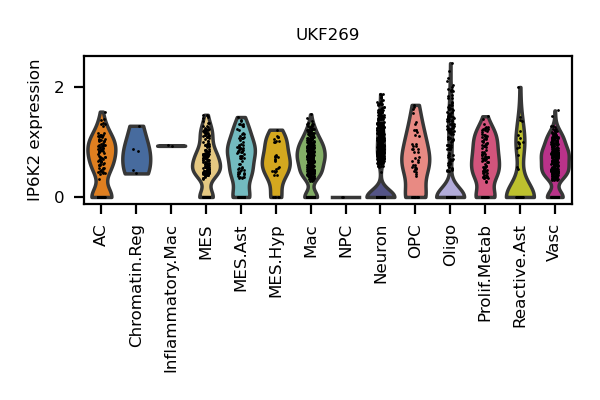 UKF269
IP6K2 expression
2
0
AC
Chromatin.Reg
Inflammatory.Mac
MES
MES.Ast
MES.Hyp
Mac
NPC
Neuron
OPC
Oligo
Prolif.Metab
Reactive.Ast
Vasc